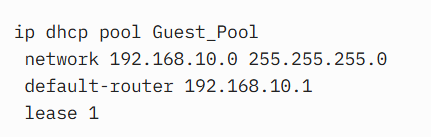 ip dhcp pool Guest_Pool
 network 192.168.10.0 255.255.255.0
 default-router 192.168.10.1
 lease 1